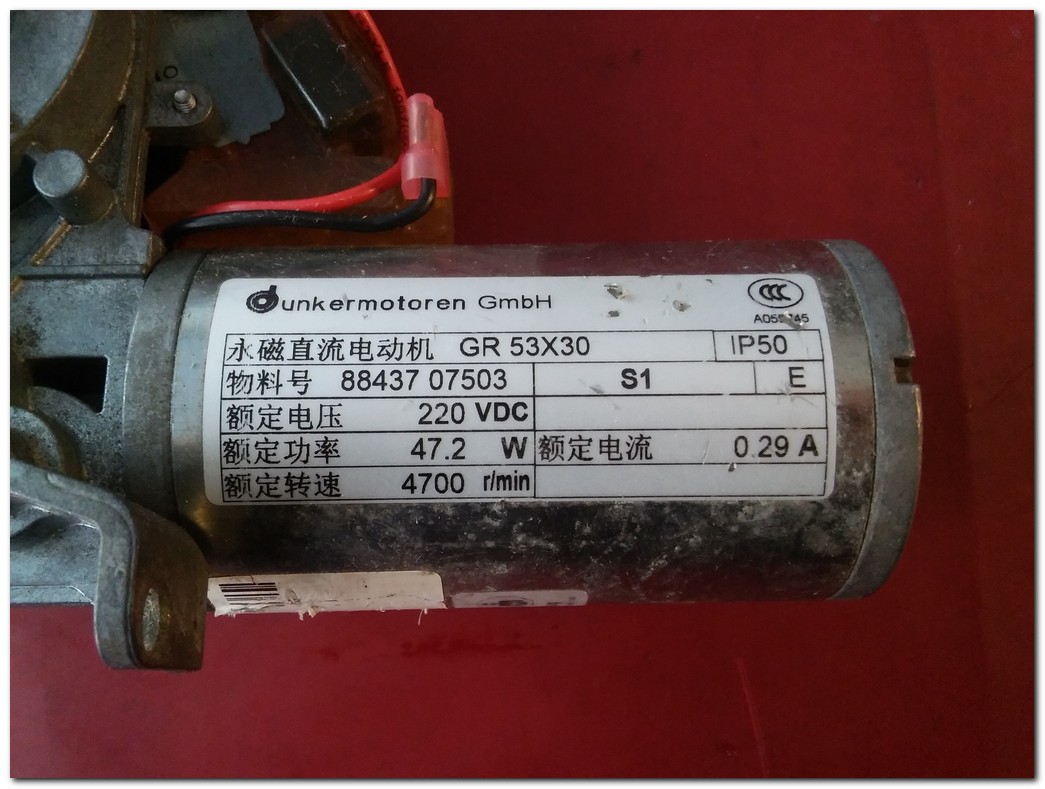 dunkermotoren GmbH
永磁直流电动机 GR 53X30 IP50
物料号 88437 07503 S1 E
额定电压 220 VDC
额定功率 47.2 W 额定电流 0.29 A
额定转速 4700 r/min